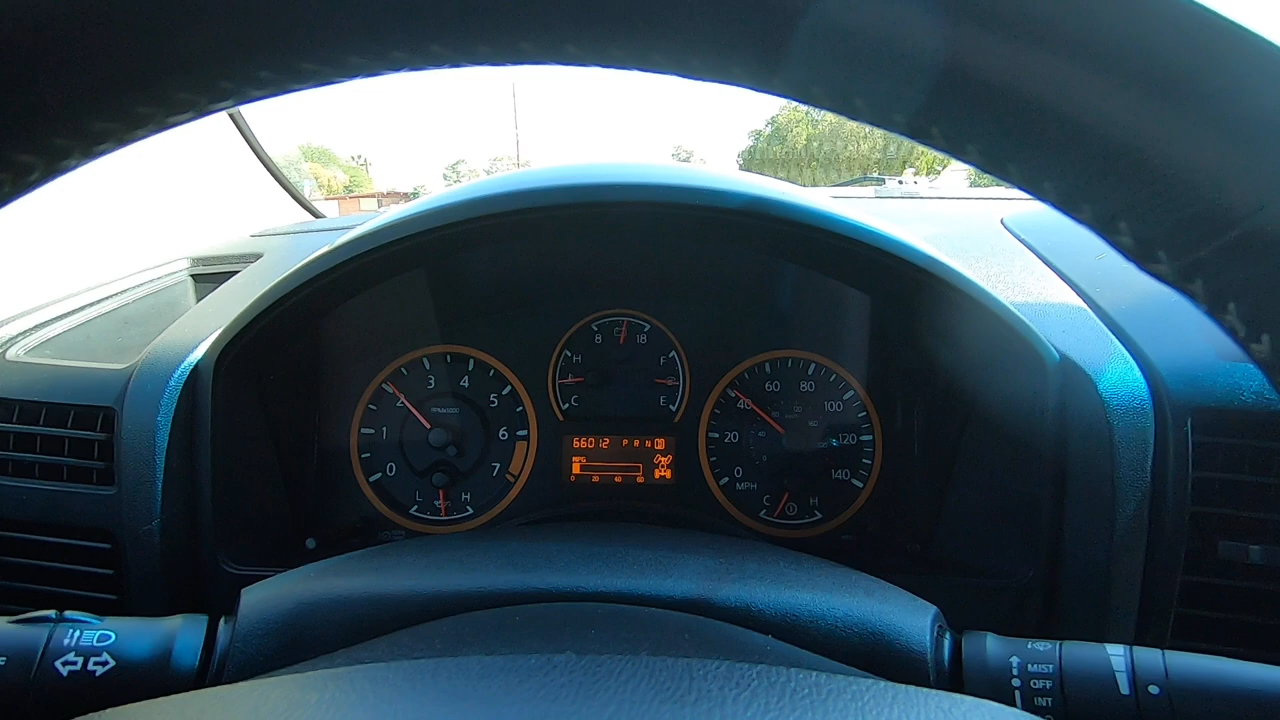 8 18
H F
C E
0 1 2 3 4 5 6 7
RPMx1000
L H
66012 P R N D
MPG
0 20 40 60
0 20 40 60 80 100 120 140
MPH
C H
MIST
OFF
INT